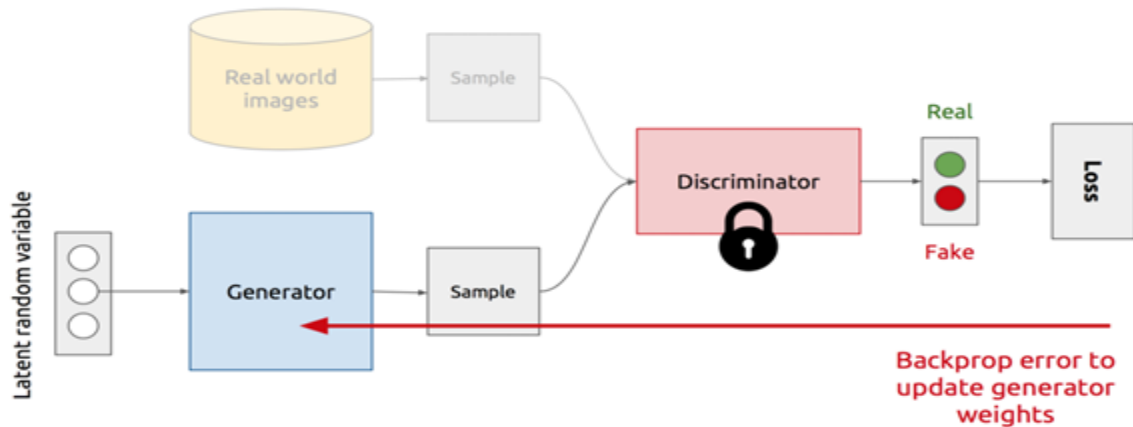 Real world
images
Sample
Real
Discriminator
Loss
Latent random variable
Generator
Sample
Fake
Backprop error to
update generator
weights